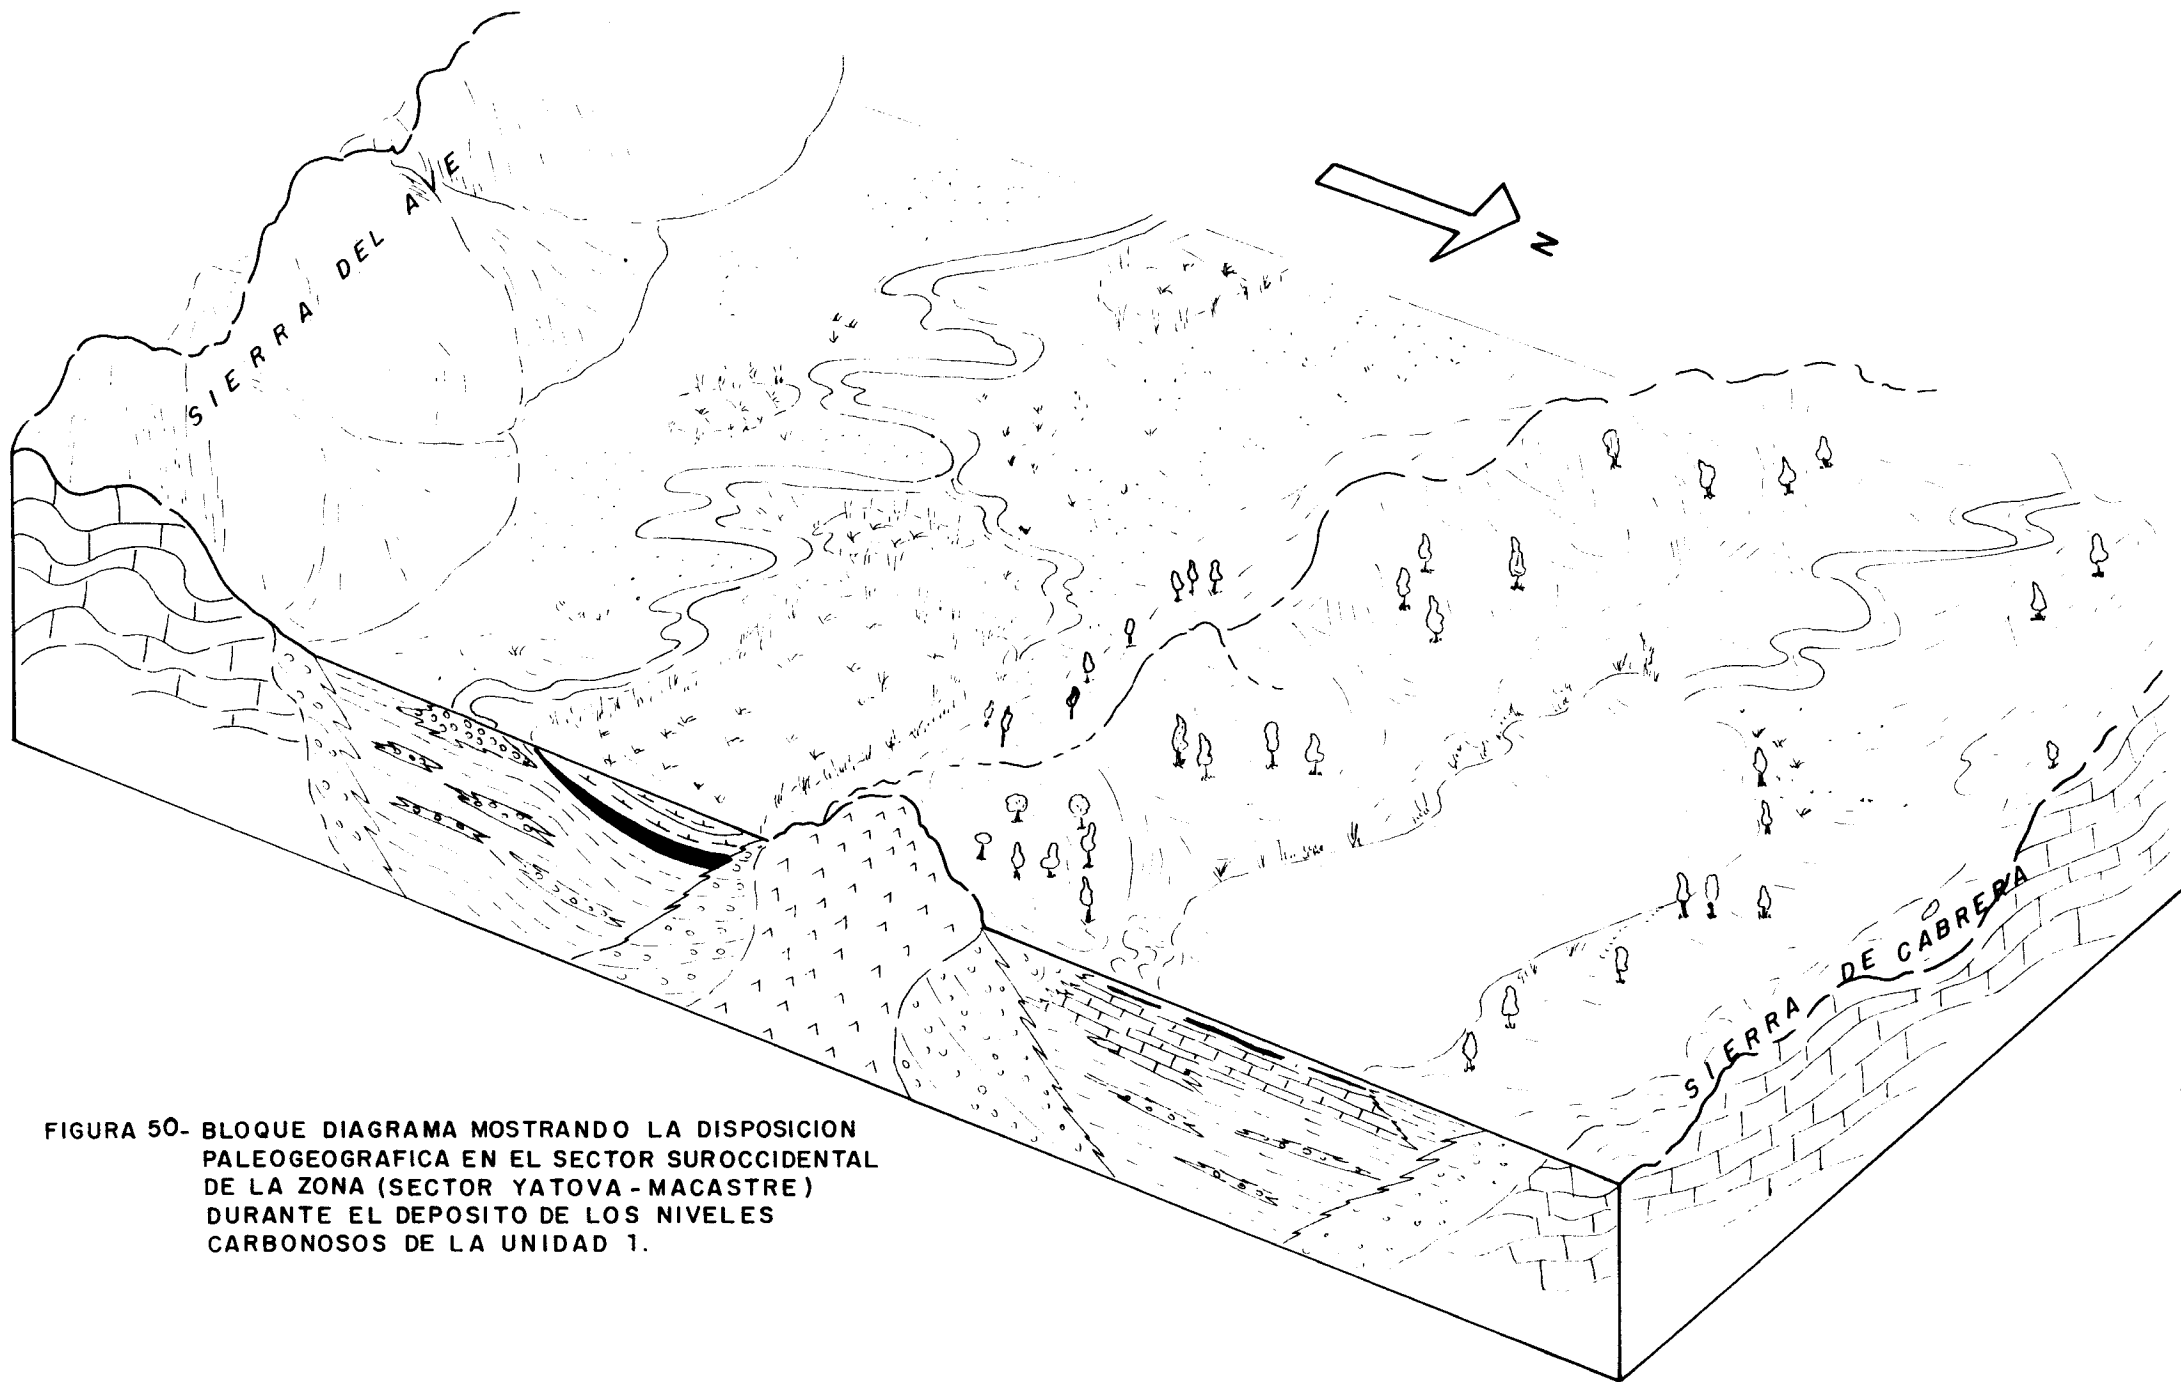 SIERRA DEL AVE
N
SIERRA DE CABRERA
FIGURA 50- BLOQUE DIAGRAMA MOSTRANDO LA DISPOSICION
PALEOGEOGRAFICA EN EL SECTOR SUROCCIDENTAL
DE LA ZONA (SECTOR YATOVA-MACASTRE)
DURANTE EL DEPOSITO DE LOS NIVELES
CARBONOSOS DE LA UNIDAD 1.